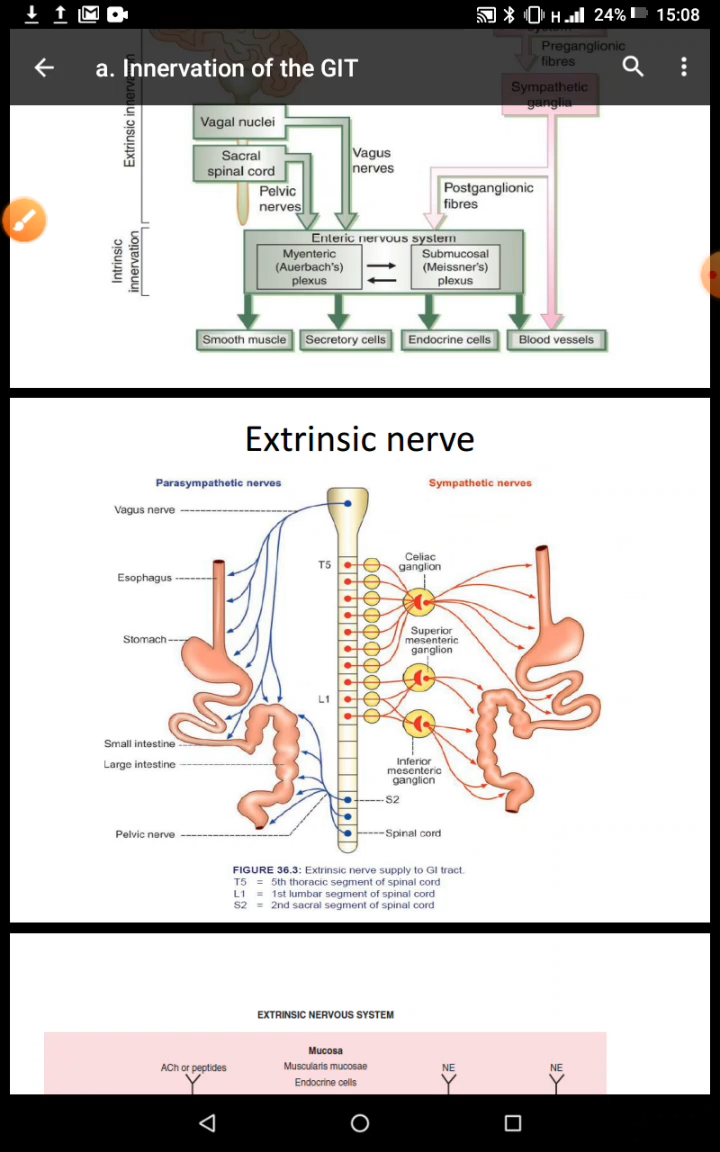 H 24% 15:08
a. Innervation of the GIT
Preganglionic
fibres
Sympathetic
ganglia
Extrinsic
Vagal nuclei
Sacral
spinal cord
Vagus
nerves
Pelvic
nerves
Postganglionic
fibres
Intrinsic
innervation
Enteric nervous system
Myenteric
(Auerbach's)
plexus
Submucosal
(Meissner's)
plexus
Smooth muscle
Secretory cells
Endocrine cells
Blood vessels
Extrinsic nerve
Parasympathetic nerves
Sympathetic nerves
Vagus nerve
T5
Celiac
ganglion
Esophagus
Superior
mesenteric
ganglion
Stomach
L1
Small intestine
Large intestine
Inferior
mesenteric
ganglion
S2
Pelvic nerve
Spinal cord
FIGURE 36.3: Extrinsic nerve supply to GI tract.
T5 = 5th thoracic segment of spinal cord
L1 = 1st lumbar segment of spinal cord
S2 = 2nd sacral segment of spinal cord
EXTRINSIC NERVOUS SYSTEM
Mucosa
ACh or peptides
Muscularis mucosae
NE
NE
Endocrine cells